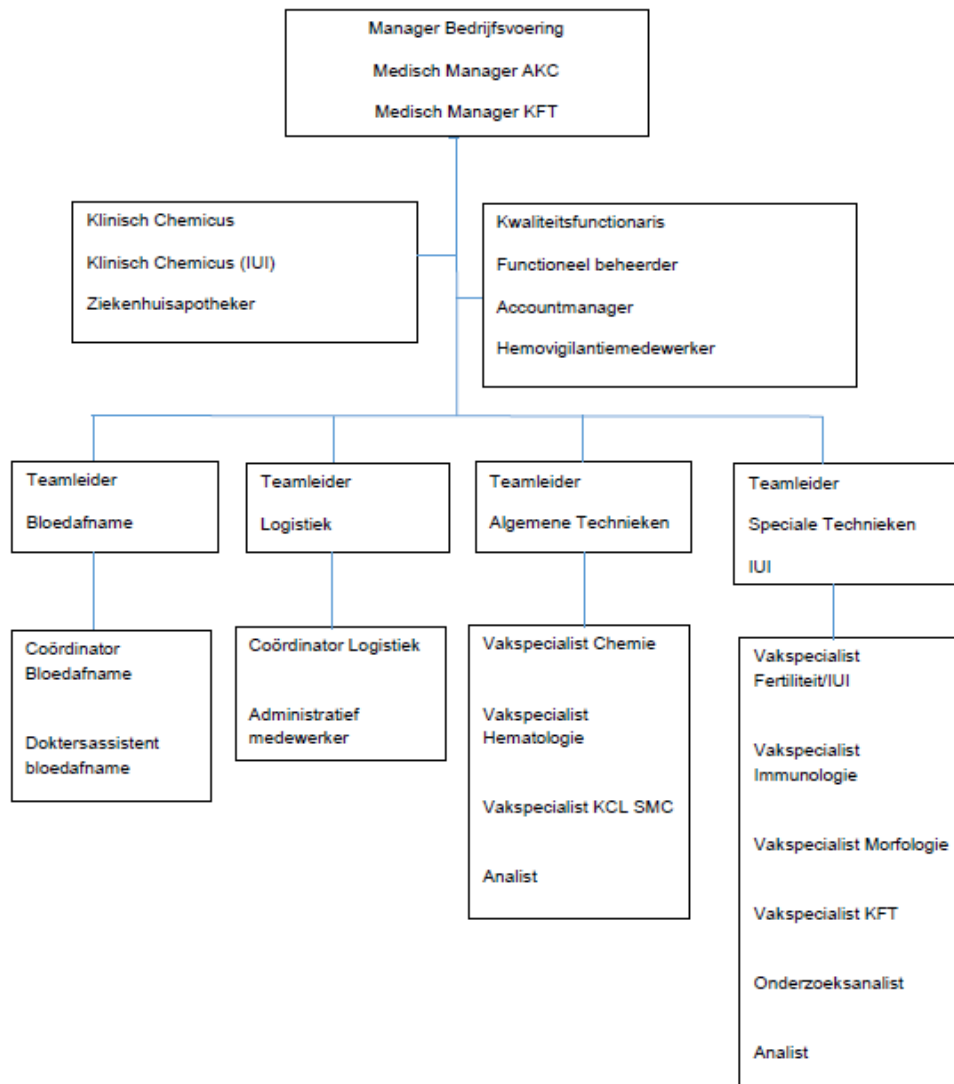 Manager Bedrijfsvoering
Medisch Manager AKC
Medisch Manager KFT
Klinisch Chemicus
Klinisch Chemicus (IUI)
Ziekenhuisapotheker
Kwaliteitsfunctionaris
Functioneel beheerder
Accountmanager
Hemovigilantiemedewerker
Teamleider
Bloedafname
Teamleider
Logistiek
Teamleider
Algemene Technieken
Teamleider
Speciale Technieken
IUI
Coördinator
Bloedafname
Doktersassistent
bloedafname
Coördinator Logistiek
Administratief
medewerker
Vakspecialist Chemie
Vakspecialist
Hematologie
Vakspecialist KCL SMC
Analist
Vakspecialist
Fertiliteit/IUI
Vakspecialist
Immunologie
Vakspecialist Morfologie
Vakspecialist KFT
Onderzoeksanalist
Analist